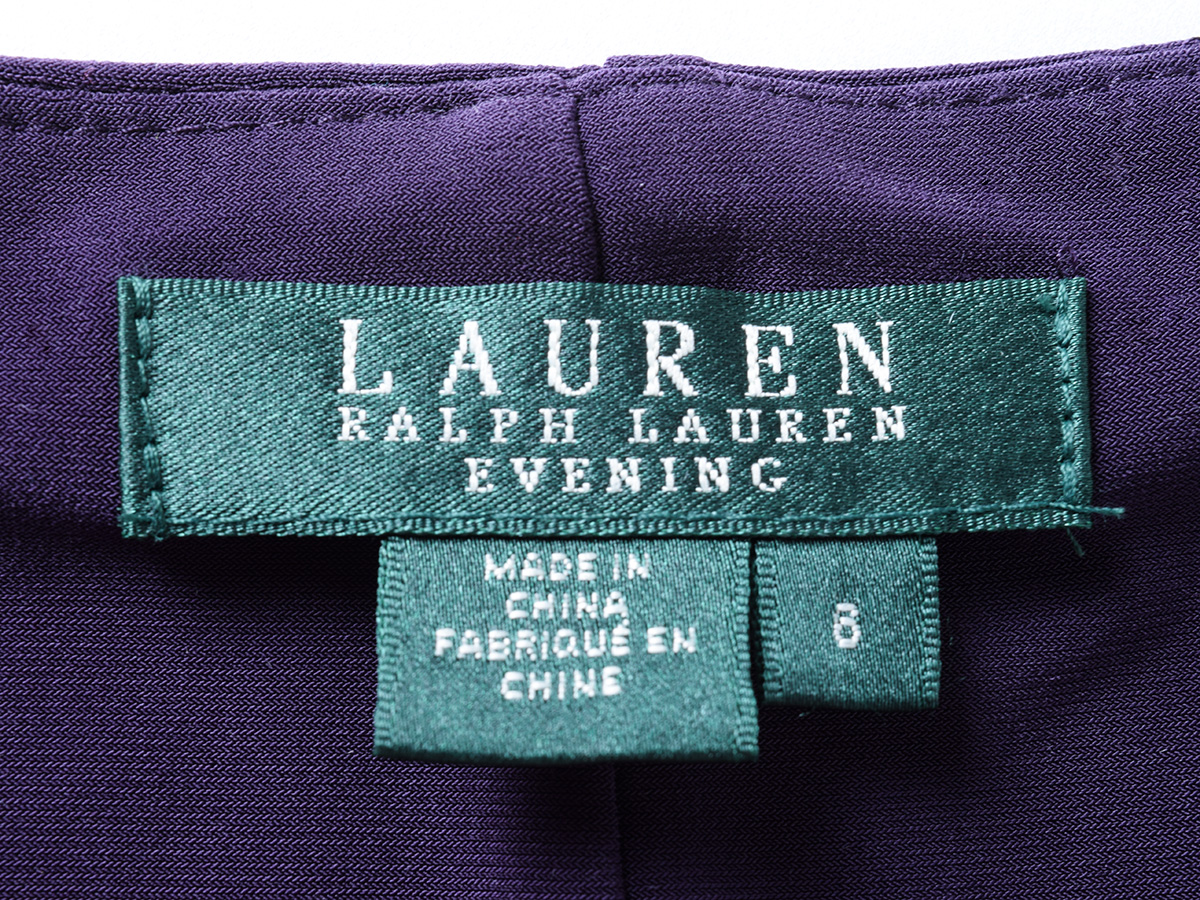 LAUREN
RALPH LAUREN
EVENING
MADE IN
CHINA
FABRIQUÉ EN
CHINE
6